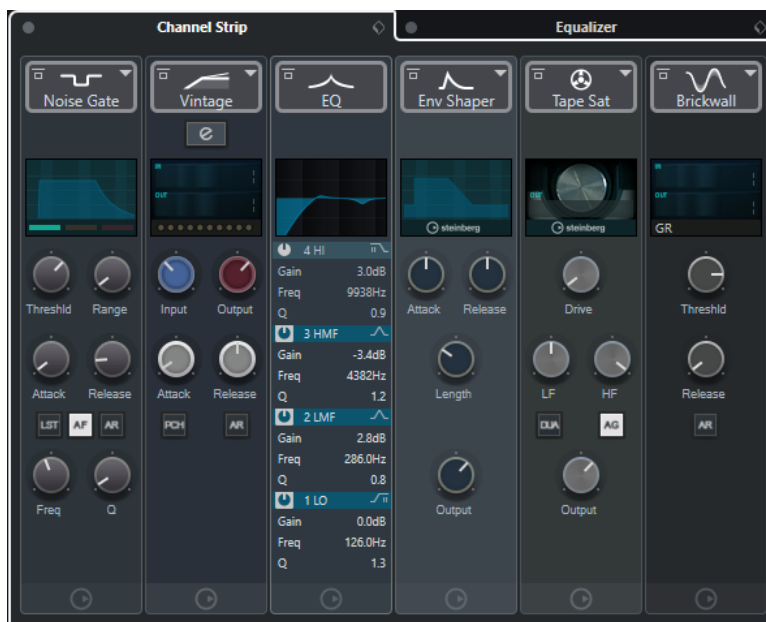 Channel Strip
Equalizer
Noise Gate
Vintage
EQ
Env Shaper
Tape Sat
Brickwall
e
IN
OUT
steinberg
OUT
steinberg
IN
OUT
GR
Threshld Range
Attack Release
LST AF AR
Freq Q
Input Output
Attack Release
PCH AR
4 HI
Gain 3.0dB
Freq 9938Hz
Q 0.9
3 HMF
Gain -3.4dB
Freq 4382Hz
Q 1.2
2 LMF
Gain 2.8dB
Freq 286.0Hz
Q 0.8
1 LO
Gain 0.0dB
Freq 126.0Hz
Q 1.3
Attack Release
Length
Output
Drive
LF HF
DUA AG
Output
Threshld
Release
AR